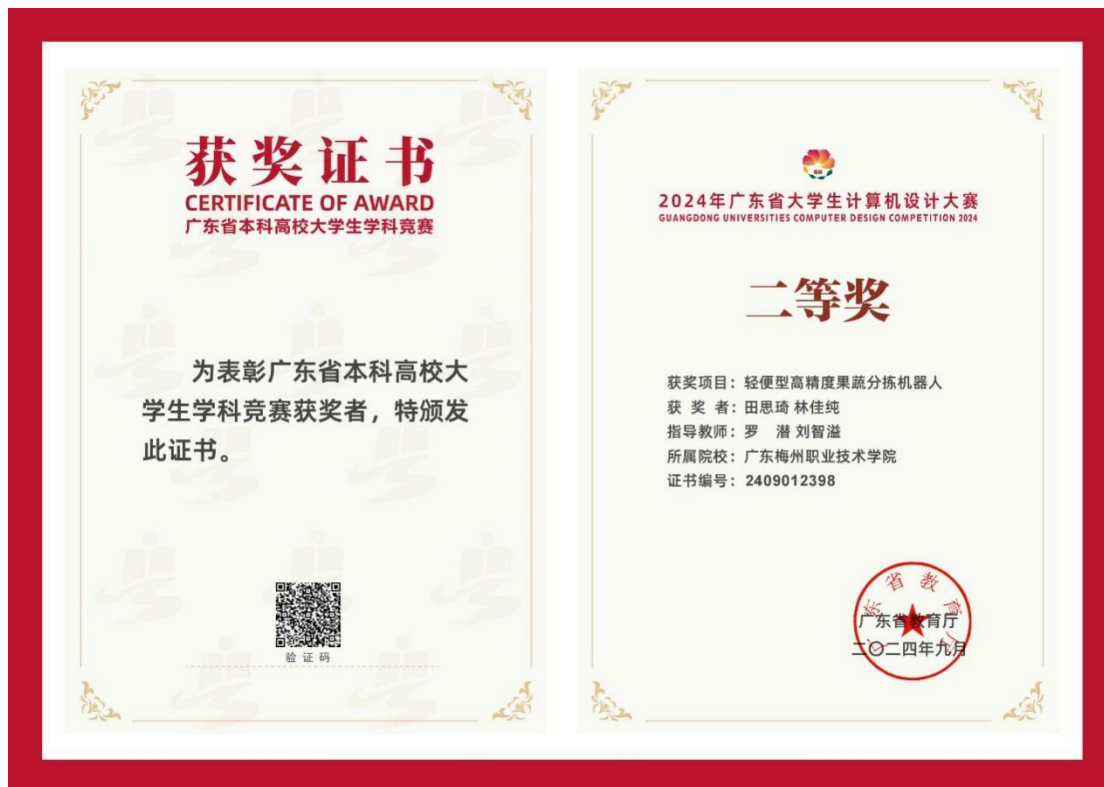 获奖证书
CERTIFICATE OF AWARD
广东省本科高校大学生学科竞赛
为表彰广东省本科高校大
学生学科竞赛获奖者，特颁发
此证书。
验证码
2024年广东省大学生计算机设计大赛
GUANGDONG UNIVERSITIES COMPUTER DESIGN COMPETITION 2024
二等奖
获奖项目：轻便型高精度果蔬分拣机器人
获 奖 者：田思琦 林佳纯
指导教师：罗 潜 刘智溢
所属院校：广东梅州职业技术学院
证书编号：2409012398
广东省教育厅
广东省教育厅
二〇二四年九月